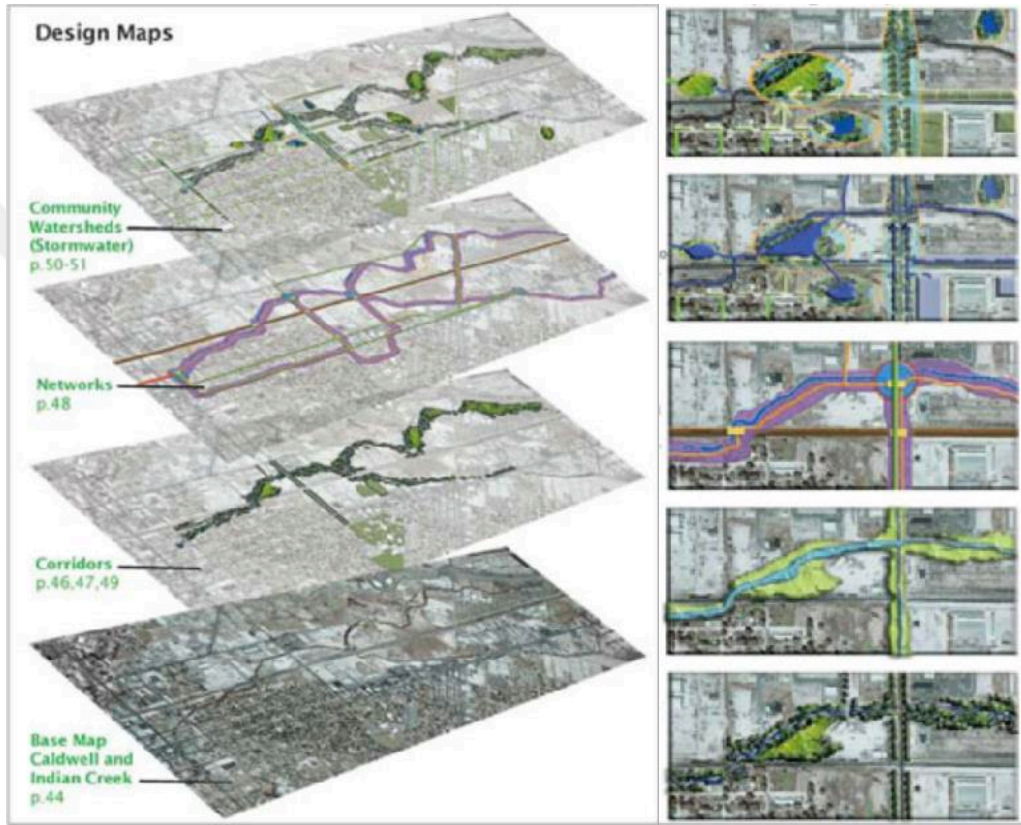 Design Maps
Community
Watersheds
(Stormwater)
p.50-51
Networks
p.48
Corridors
p.46,47,49
Base Map
Caldwell and
Indian Creek
p.44